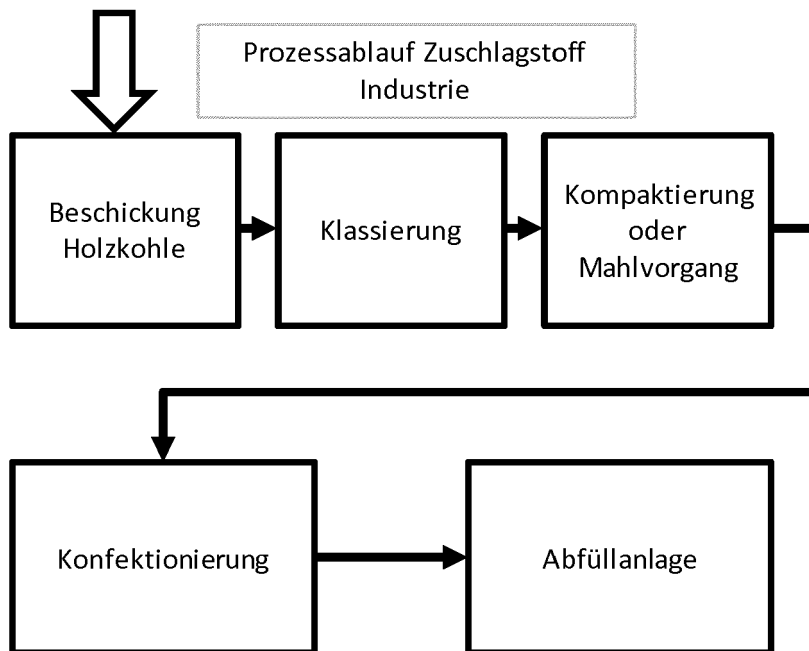 Prozessablauf Zuschlagstoff
Industrie
Beschickung
Holzkohle
Klassierung
Kompaktierung
oder
Mahlvorgang
Konfektionierung
Abfüllanlage